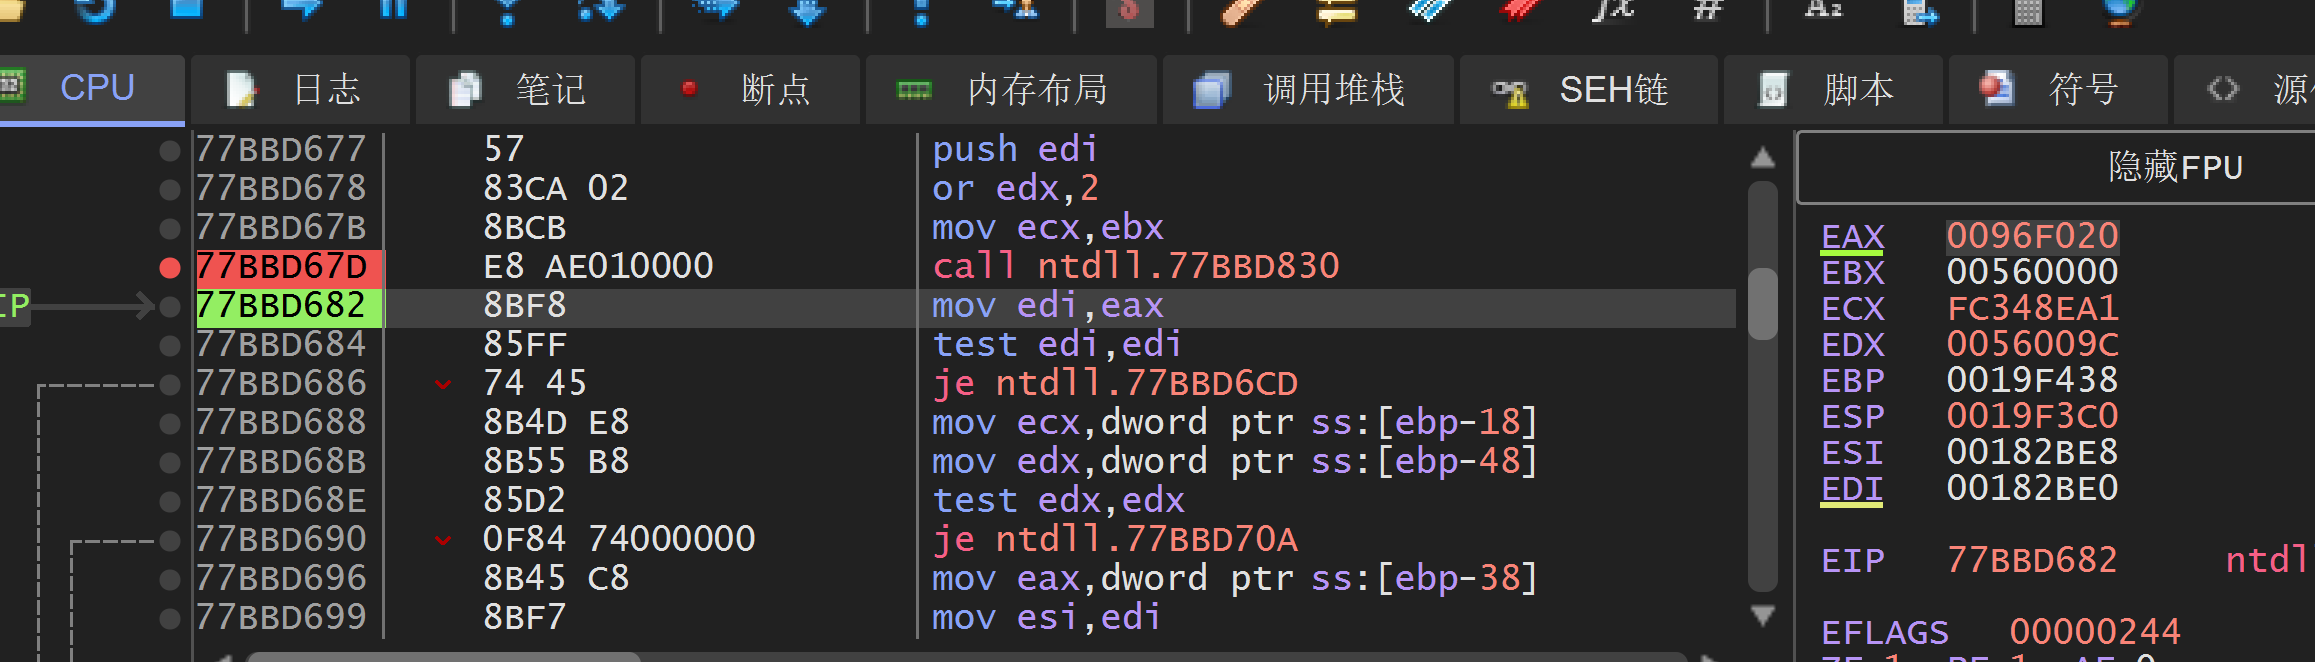 CPU 日志 笔记 断点 内存布局 调用堆栈 SEH链 脚本 符号
77BBD677 57 push edi
77BBD678 83CA 02 or edx,2
77BBD67B 8BCB mov ecx,ebx
77BBD67D E8 AE010000 call ntdll.77BBD830
77BBD682 8BF8 mov edi,eax
77BBD684 85FF test edi,edi
77BBD686 74 45 je ntdll.77BBD6CD
77BBD688 8B4D E8 mov ecx,dword ptr ss:[ebp-18]
77BBD68B 8B55 B8 mov edx,dword ptr ss:[ebp-48]
77BBD68E 85D2 test edx,edx
77BBD690 0F84 74000000 je ntdll.77BBD70A
77BBD696 8B45 C8 mov eax,dword ptr ss:[ebp-38]
77BBD699 8BF7 mov esi,edi
隐藏FPU
EAX 0096F020
EBX 00560000
ECX FC348EA1
EDX 0056009C
EBP 0019F438
ESP 0019F3C0
ESI 00182BE8
EDI 00182BE0
EIP 77BBD682 ntdl
EFLAGS 00000244